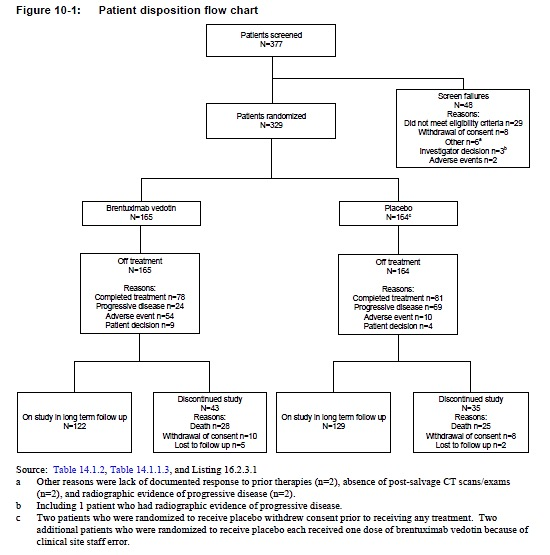 Figure 10-1: Patient disposition flow chart
Patients screened
N=377
Screen failures
N=48
Reasons:
Did not meet eligibility criteria n=29
Withdrawal of consent n=8
Other n=6a
Investigator decision n=3b
Adverse events n=2
Patients randomized
N=329
Brentuximab vedotin
N=165
Placebo
N=164c
Off treatment
N=165
Reasons:
Completed treatment n=78
Progressive disease n=24
Adverse event n=54
Patient decision n=9
Off treatment
N=164
Reasons:
Completed treatment n=81
Progressive disease n=69
Adverse event n=10
Patient decision n=4
On study in long term follow up
N=122
Discontinued study
N=43
Reasons:
Death n=28
Withdrawal of consent n=10
Lost to follow up n=5
On study in long term follow up
N=129
Discontinued study
N=35
Reasons:
Death n=25
Withdrawal of consent n=8
Lost to follow up n=2
Source: Table 14.1.2, Table 14.1.1.3, and Listing 16.2.3.1
a Other reasons were lack of documented response to prior therapies (n=2), absence of post-salvage CT scans/exams
(n=2), and radiographic evidence of progressive disease (n=2).
b Including 1 patient who had radiographic evidence of progressive disease.
c Two patients who were randomized to receive placebo withdrew consent prior to receiving any treatment. Two
additional patients who were randomized to receive placebo each received one dose of brentuximab vedotin because of
clinical site staff error.